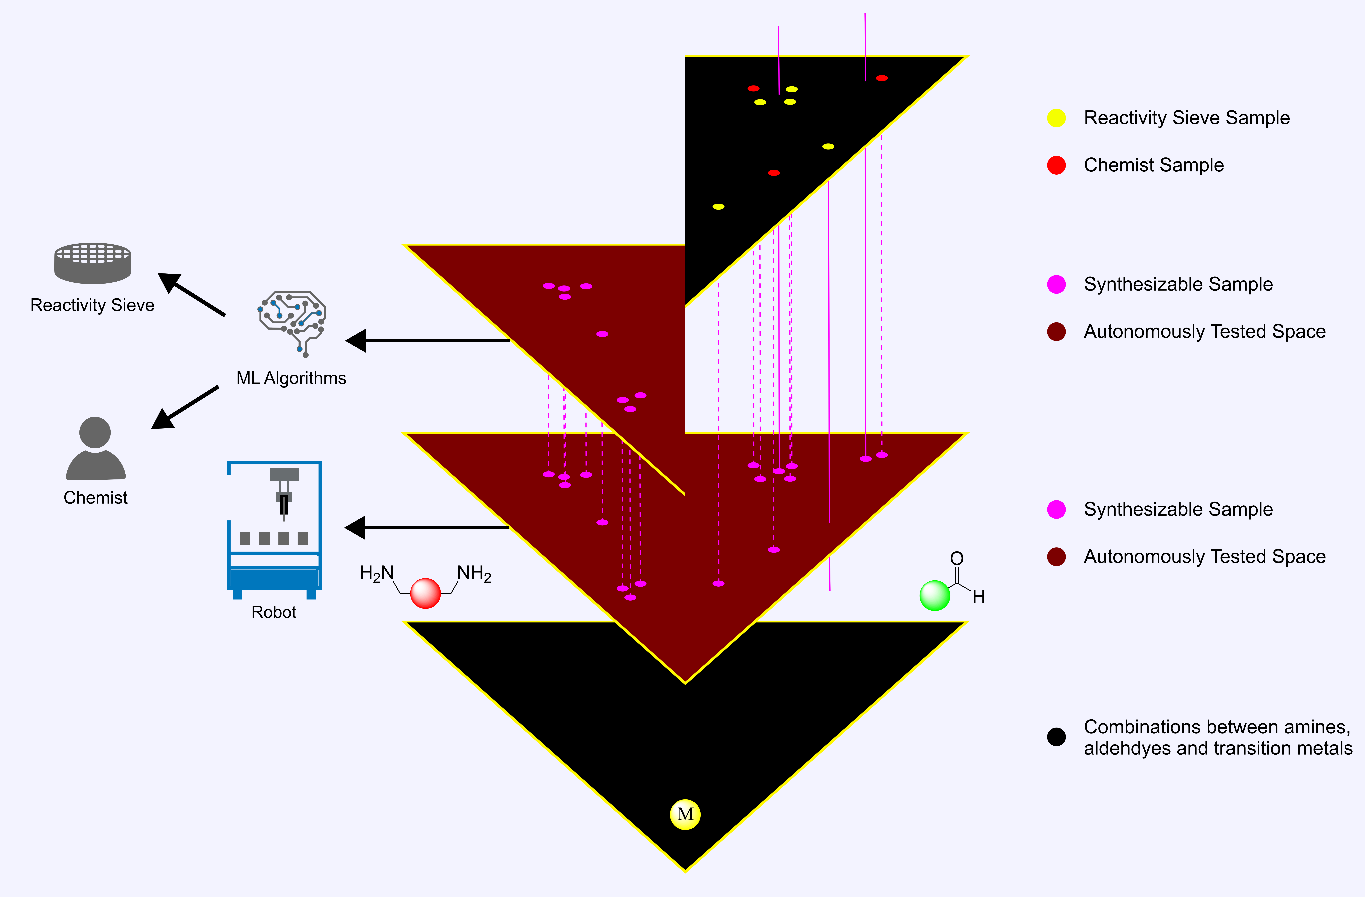 Reactivity Sieve Sample
Chemist Sample
Reactivity Sieve
Synthesizable Sample
Autonomously Tested Space
ML Algorithms
Chemist
Synthesizable Sample
Autonomously Tested Space
Robot
H₂N
NH₂
O
H
Combinations between amines,
aldehdyes and transition metals
M